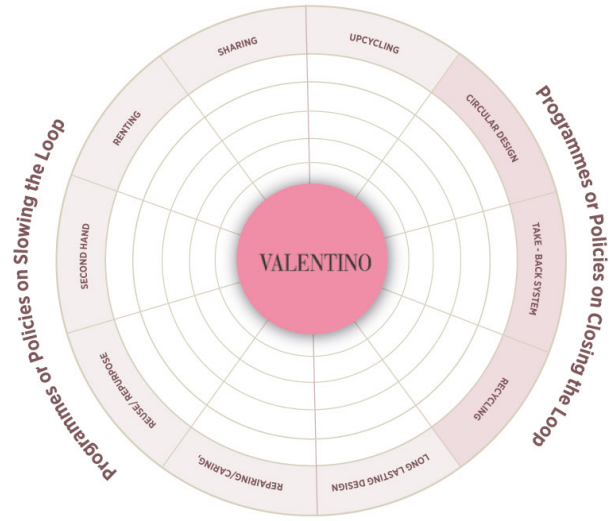 SHARING
UPCYCLING
CIRCULAR DESIGN
TAKE - BACK SYSTEM
RECYCLING
LONG LASTING DESIGN
REPAIRING/CARING,
REUSE/ REPURPOSE
SECOND HAND
RENTING
Programmes or Policies on Slowing the Loop
Programmes or Policies on Closing the Loop
VALENTINO